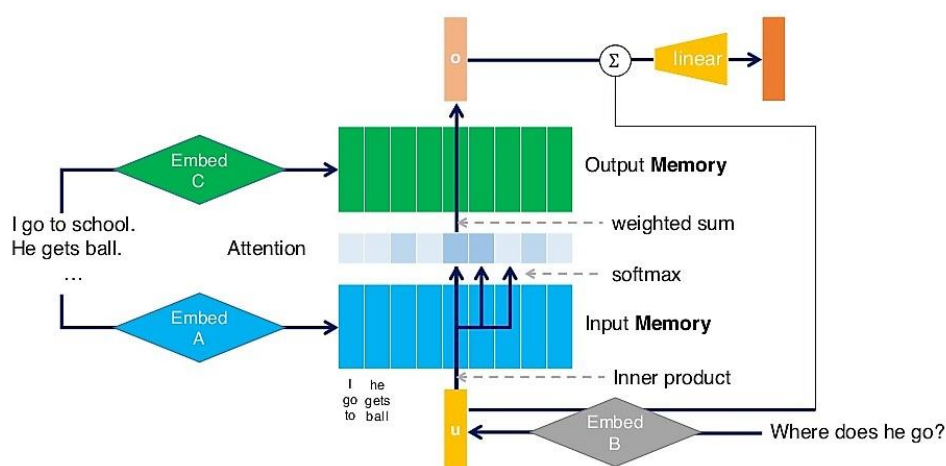 o
Σ
linear
Embed
C
Output Memory
I go to school.
He gets ball.
...
Attention
weighted sum
softmax
Embed
A
Input Memory
I
go
to
he
gets
ball
Inner product
u
Embed
B
Where does he go?